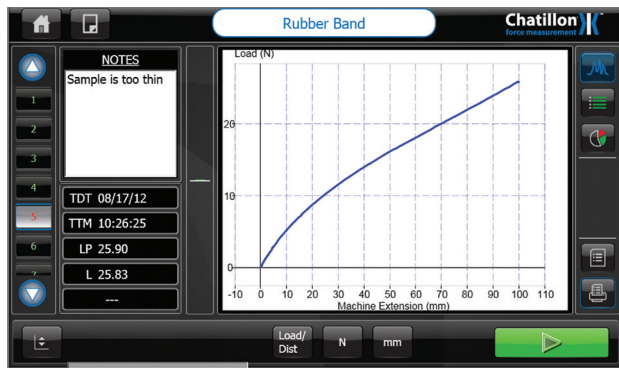 Rubber Band
Chatillon
force measurement
NOTES
Sample is too thin
1
2
3
4
5
6
7
TDT 08/17/12
TTM 10:26:25
LP 25.90
L 25.83
---
Load (N)
20
10
0
-10 0 10 20 30 40 50 60 70 80 90 100 110
Machine Extension (mm)
Load/
Dist
N
mm